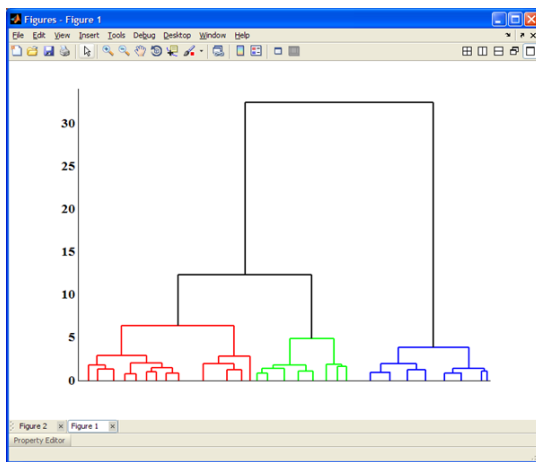 Figures - Figure 1
File Edit View Insert Tools Debug Desktop Window Help
30
25
20
15
10
5
0
Figure 2 Figure 1
Property Editor